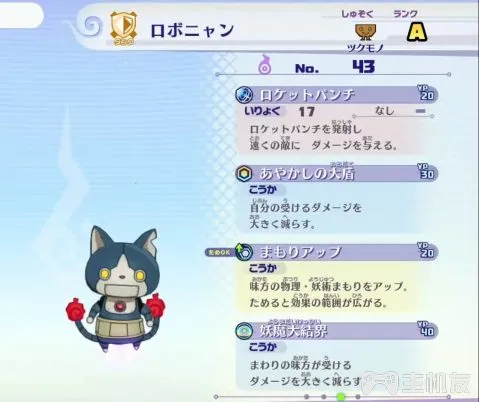 ロボニャン
しゅぞく
ランク
ツクモノ
A
No. 43
ロケットパンチ
YP 20
いりょく 17 なし ー
ロケットパンチを発射し
遠くの敵に ダメージを与える。
あやかしの大盾
YP 30
こうか
自分の受けるダメージを
大きく減らす。
ためOK
まもりアップ
YP 20
こうか
味方の物理・妖術まもりをアップ。
ためると効果の範囲が広がる。
妖魔大結界
YP 40
こうか
まわりの味方が受ける
ダメージを大きく減らす
主机友